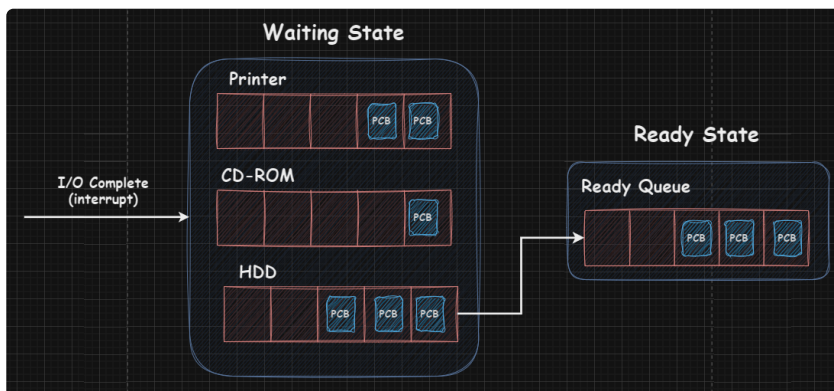 Waiting State
Printer
PCB
PCB
I/O Complete
(interrupt)
CD-ROM
PCB
HDD
PCB
PCB
PCB
Ready State
Ready Queue
PCB
PCB
PCB